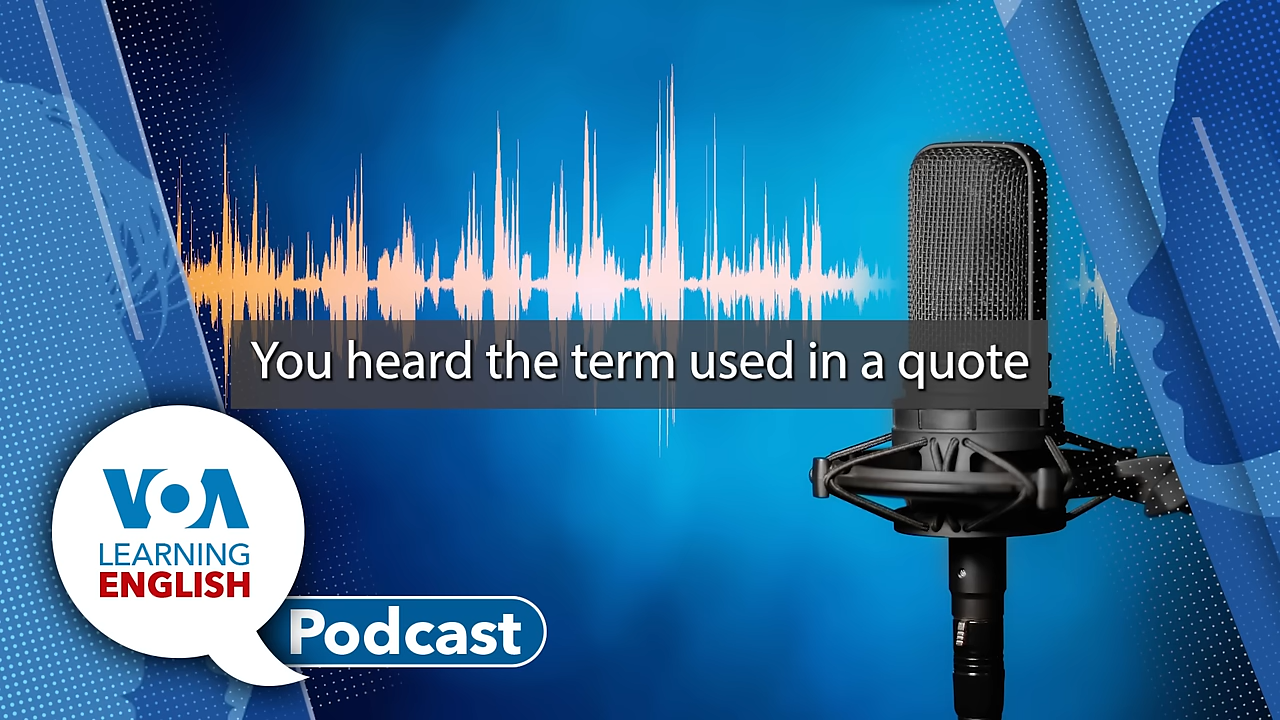 You heard the term used in a quote
VOA
LEARNING
ENGLISH
Podcast